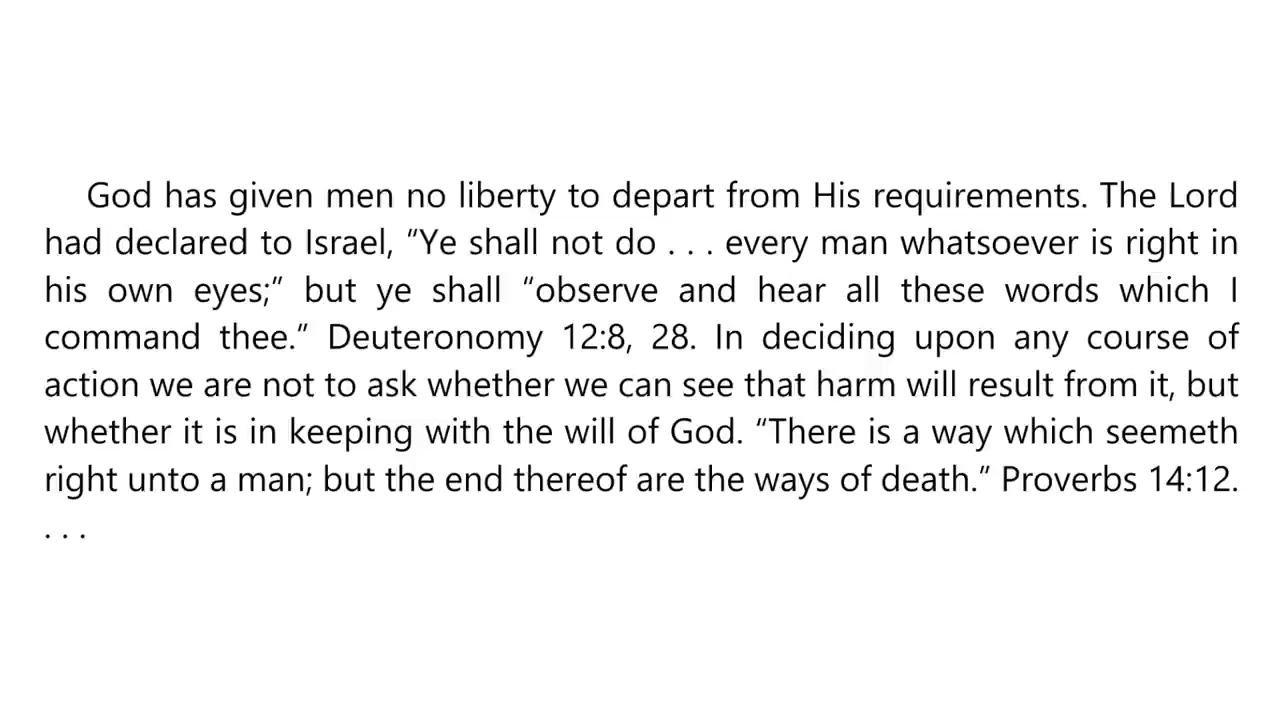 God has given men no liberty to depart from His requirements. The Lord
had declared to Israel, “Ye shall not do . . . every man whatsoever is right in
his own eyes;” but ye shall “observe and hear all these words which I
command thee.” Deuteronomy 12:8, 28. In deciding upon any course of
action we are not to ask whether we can see that harm will result from it, but
whether it is in keeping with the will of God. “There is a way which seemeth
right unto a man; but the end thereof are the ways of death.” Proverbs 14:12.
. . .